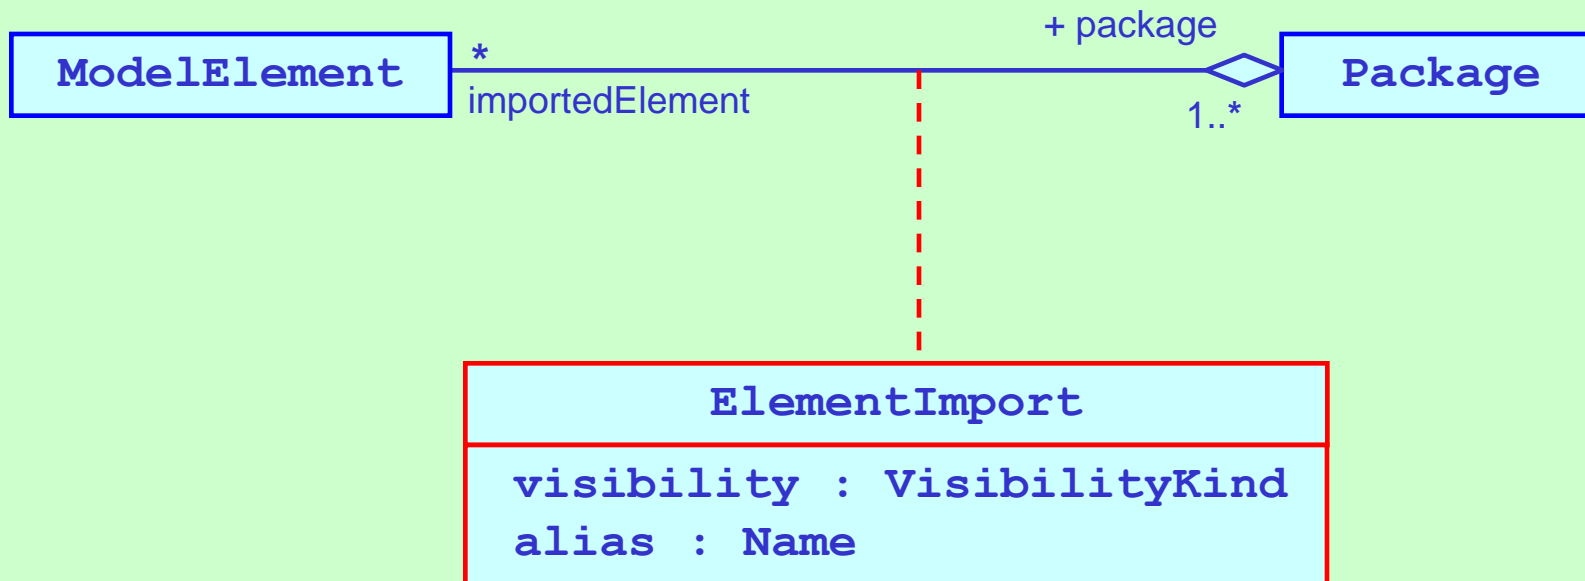 + package
ModelElement
*
Package
importedElement
1..*
ElementImport
visibility : VisibilityKind
alias : Name